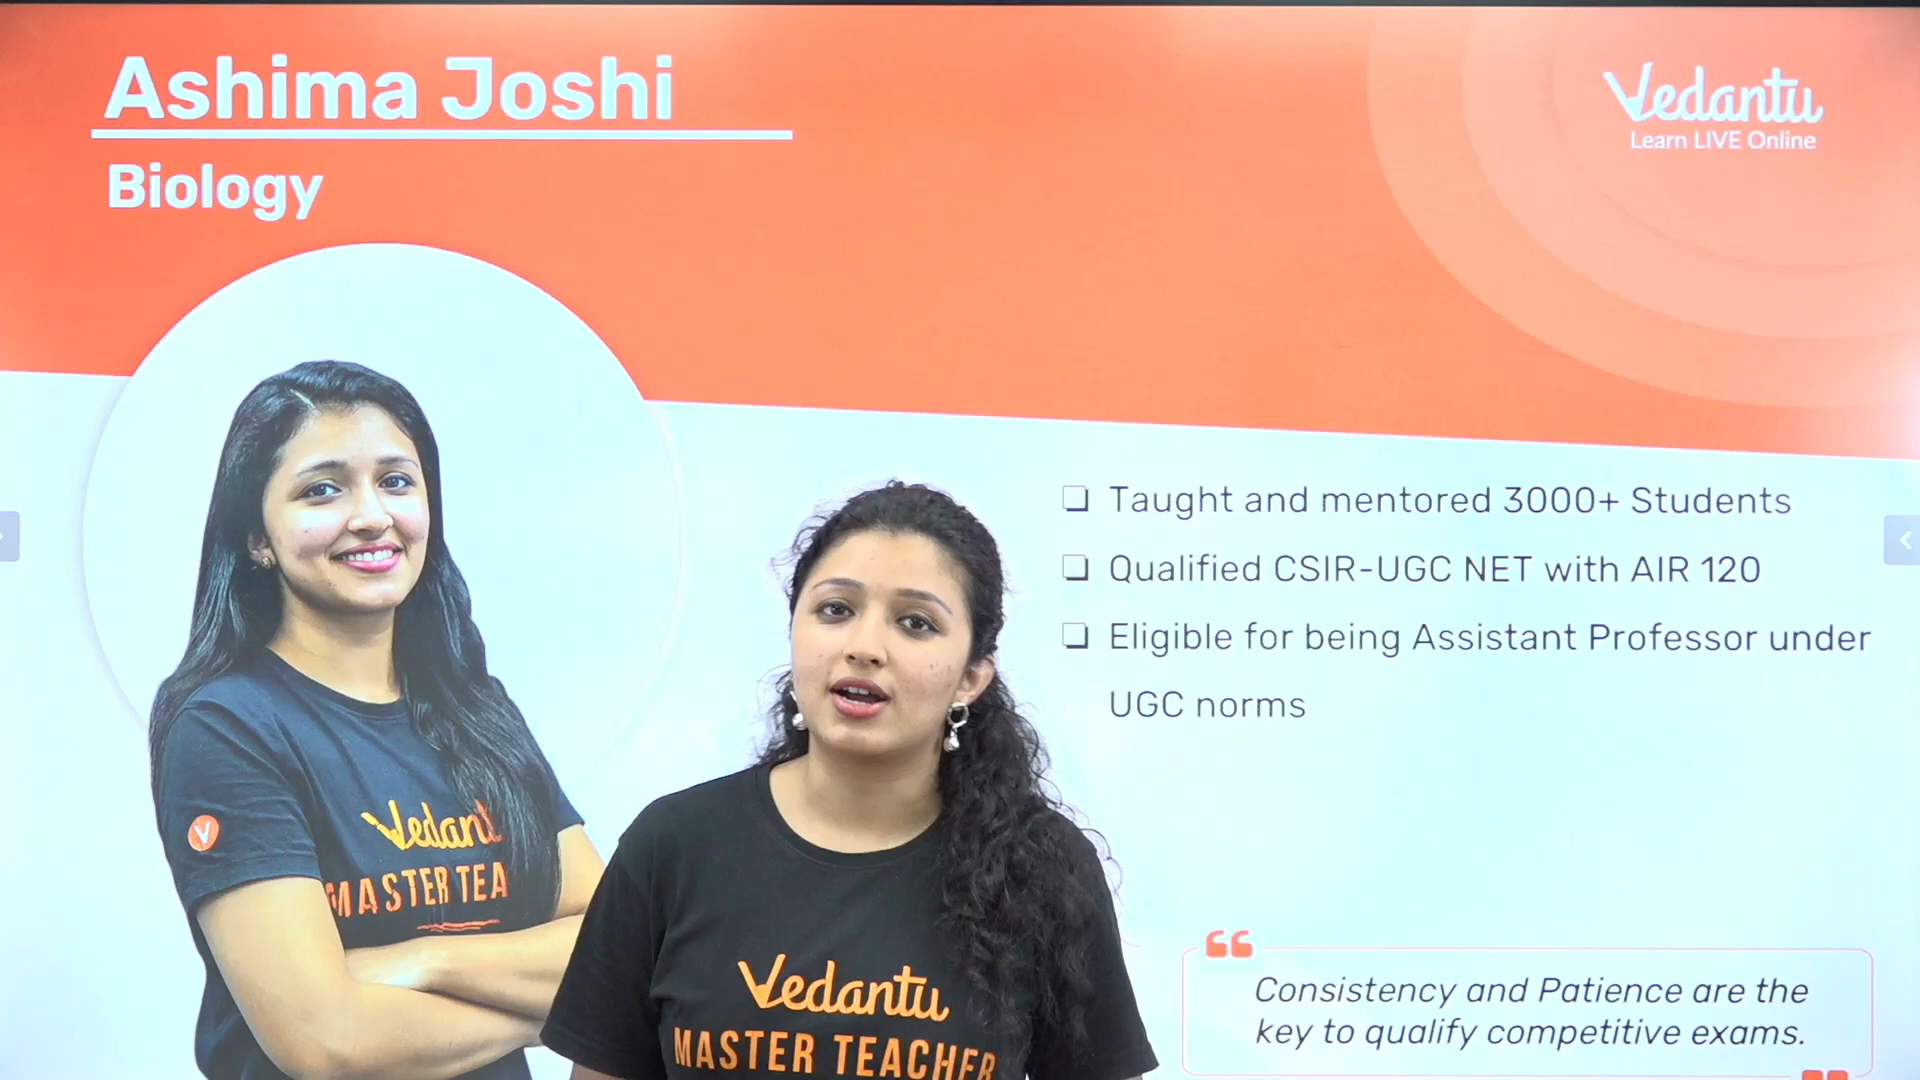 Ashima Joshi
Vedantu
Learn LIVE Online
Biology
Taught and mentored 3000+ Students
Qualified CSIR-UGC NET with AIR 120
Eligible for being Assistant Professor under
UGC norms
V
Vedant
MASTER TEA
Vedantu
MASTER TEACHER
Consistency and Patience are the
key to qualify competitive exams.